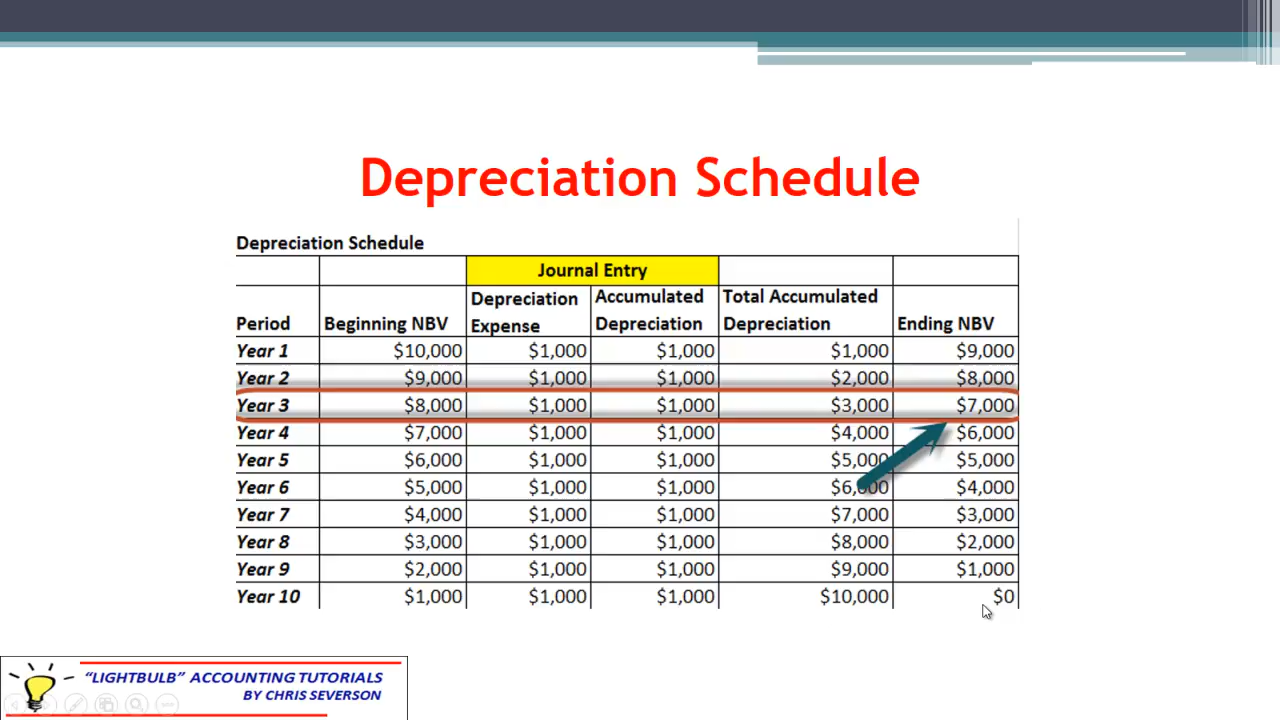 Depreciation Schedule
Depreciation Schedule
Journal Entry
Period Beginning NBV Depreciation Expense Accumulated Depreciation Total Accumulated Depreciation Ending NBV
Year 1 $10,000 $1,000 $1,000 $1,000 $9,000
Year 2 $9,000 $1,000 $1,000 $2,000 $8,000
Year 3 $8,000 $1,000 $1,000 $3,000 $7,000
Year 4 $7,000 $1,000 $1,000 $4,000 $6,000
Year 5 $6,000 $1,000 $1,000 $5,000 $5,000
Year 6 $5,000 $1,000 $1,000 $6,000 $4,000
Year 7 $4,000 $1,000 $1,000 $7,000 $3,000
Year 8 $3,000 $1,000 $1,000 $8,000 $2,000
Year 9 $2,000 $1,000 $1,000 $9,000 $1,000
Year 10 $1,000 $1,000 $1,000 $10,000 $0
“LIGHTBULB” ACCOUNTING TUTORIALS
BY CHRIS SEVERSON